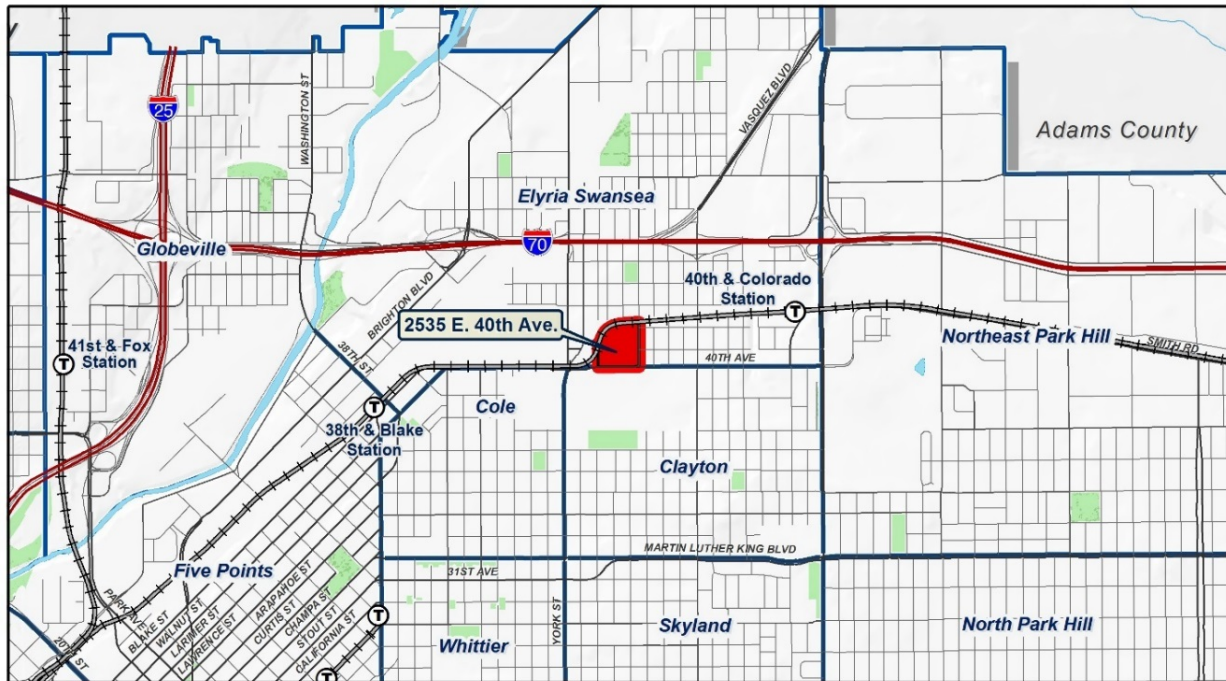 25
WASHINGTON ST
VASQUEZ BLVD
Adams County
Elyria Swansea
Globeville
70
BRIGHTON BLVD
40th & Colorado
Station
2535 E. 40th Ave.
38TH ST
41st & Fox
Station
T
T
40TH AVE
Northeast Park Hill
SMITH RD
T
38th & Blake
Station
Cole
Clayton
MARTIN LUTHER KING BLVD
31ST AVE
Five Points
PARK AVE
20TH ST
BLAKE ST
WALNUT ST
LARIMER ST
LAWRENCE ST
ARAPAHOE ST
CURTIS ST
CHAMPA ST
STOUT ST
CALIFORNIA ST
T
T
Whittier
YORK ST
Skyland
North Park Hill